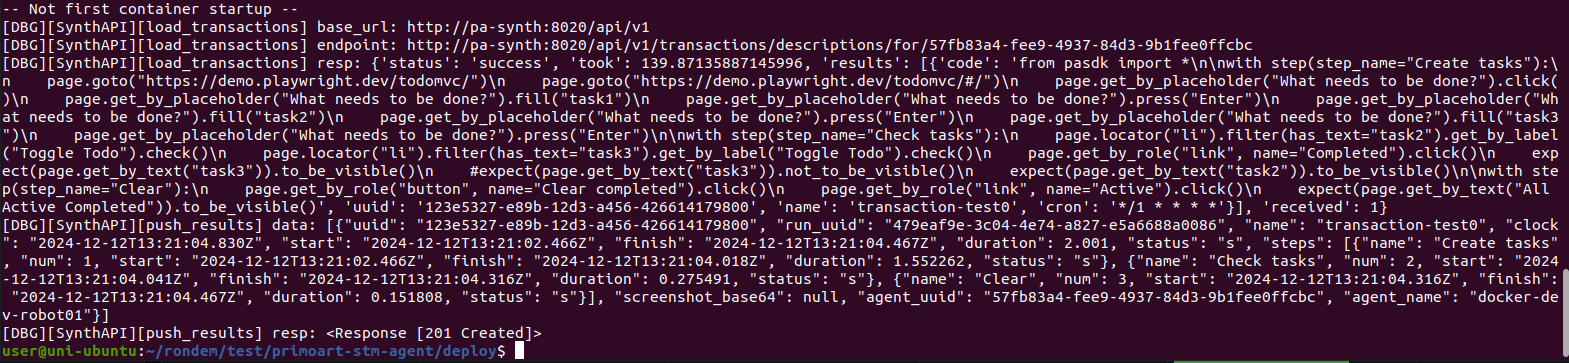 -- Not first container startup --
[DBG][SynthAPI][load_transactions] base_url: http://pa-synth:8020/api/v1
[DBG][SynthAPI][load_transactions] endpoint: http://pa-synth:8020/api/v1/transactions/descriptions/for/57fb83a4-fee9-4937-84d3-9b1fee0ffcbc
[DBG][SynthAPI][load_transactions] resp: {'status': 'success', 'took': 139.87135887145996, 'results': [{'code': 'from pasdk import *\n\nwith step(step_name="Create tasks"):\
n    page.goto("https://demo.playwright.dev/todomvc/")\n    page.goto("https://demo.playwright.dev/todomvc/#/")\n    page.get_by_placeholder("What needs to be done?").click(
)\n    page.get_by_placeholder("What needs to be done?").fill("task1")\n    page.get_by_placeholder("What needs to be done?").press("Enter")\n    page.get_by_placeholder("Wh
at needs to be done?").fill("task2")\n    page.get_by_placeholder("What needs to be done?").press("Enter")\n    page.get_by_placeholder("What needs to be done?").fill("task3
")\n    page.get_by_placeholder("What needs to be done?").press("Enter")\n\nwith step(step_name="Check tasks"):\n    page.locator("li").filter(has_text="task2").get_by_label
("Toggle Todo").check()\n    page.locator("li").filter(has_text="task3").get_by_label("Toggle Todo").check()\n    page.get_by_role("link", name="Completed").click()\n    exp
ect(page.get_by_text("task3")).to_be_visible()\n    #expect(page.get_by_text("task3")).not_to_be_visible()\n    expect(page.get_by_text("task2")).to_be_visible()\n\nwith ste
p(step_name="Clear"):\n    page.get_by_role("button", name="Clear completed").click()\n    page.get_by_role("link", name="Active").click()\n    expect(page.get_by_text("All
Active Completed")).to_be_visible()', 'uuid': '123e5327-e89b-12d3-a456-426614179800', 'name': 'transaction-test0', 'cron': '*/1 * * * *'}], 'received': 1}
[DBG][SynthAPI][push_results] data: [{"uuid": "123e5327-e89b-12d3-a456-426614179800", "run_uuid": "479eaf9e-3c04-4e74-a827-e5a6688a0086", "name": "transaction-test0", "clock
": "2024-12-12T13:21:04.830Z", "start": "2024-12-12T13:21:02.466Z", "finish": "2024-12-12T13:21:04.467Z", "duration": 2.001, "status": "s", "steps": [{"name": "Create tasks"
, "num": 1, "start": "2024-12-12T13:21:02.466Z", "finish": "2024-12-12T13:21:04.018Z", "duration": 1.552262, "status": "s"}, {"name": "Check tasks", "num": 2, "start": "2024
-12-12T13:21:04.041Z", "finish": "2024-12-12T13:21:04.316Z", "duration": 0.275491, "status": "s"}, {"name": "Clear", "num": 3, "start": "2024-12-12T13:21:04.316Z", "finish":
 "2024-12-12T13:21:04.467Z", "duration": 0.151808, "status": "s"}], "screenshot_base64": null, "agent_uuid": "57fb83a4-fee9-4937-84d3-9b1fee0ffcbc", "agent_name": "docker-de
v-robot01"}]
[DBG][SynthAPI][push_results] resp: <Response [201 Created]>
user@uni-ubuntu:~/rondem/test/primoart-stm-agent/deploy$